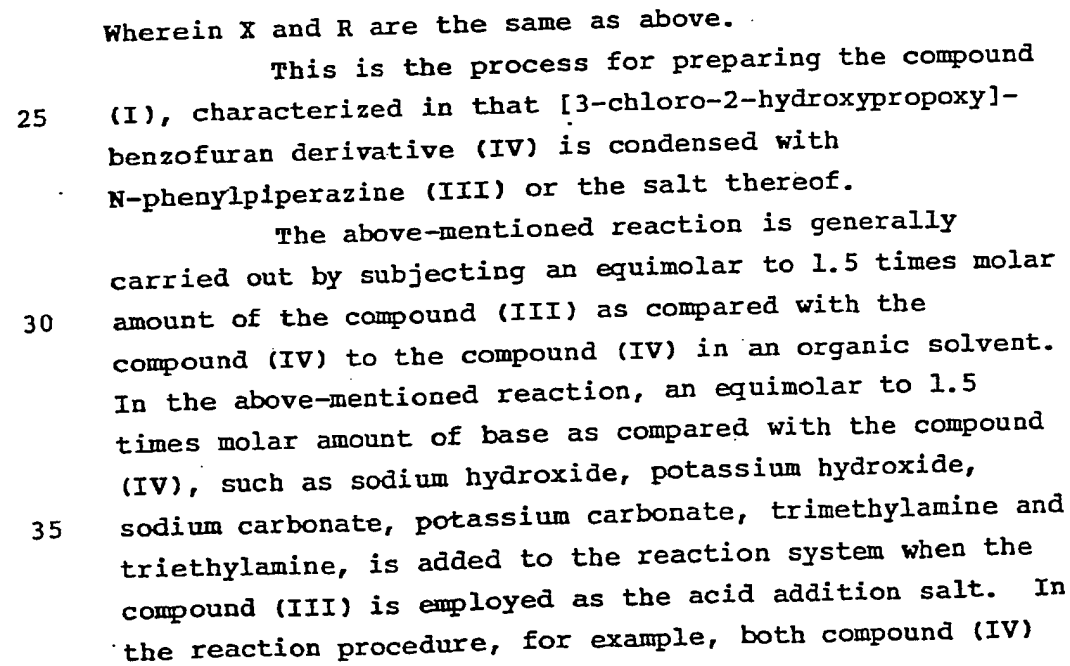 Wherein X and R are the same as above.
This is the process for preparing the compound
25 (I), characterized in that [3-chloro-2-hydroxypropoxy]-
benzofuran derivative (IV) is condensed with
N-phenylpiperazine (III) or the salt thereof.
The above-mentioned reaction is generally
carried out by subjecting an equimolar to 1.5 times molar
30 amount of the compound (III) as compared with the
compound (IV) to the compound (IV) in an organic solvent.
In the above-mentioned reaction, an equimolar to 1.5
times molar amount of base as compared with the compound
(IV), such as sodium hydroxide, potassium hydroxide,
35 sodium carbonate, potassium carbonate, trimethylamine and
triethylamine, is added to the reaction system when the
compound (III) is employed as the acid addition salt. In
the reaction procedure, for example, both compound (IV)